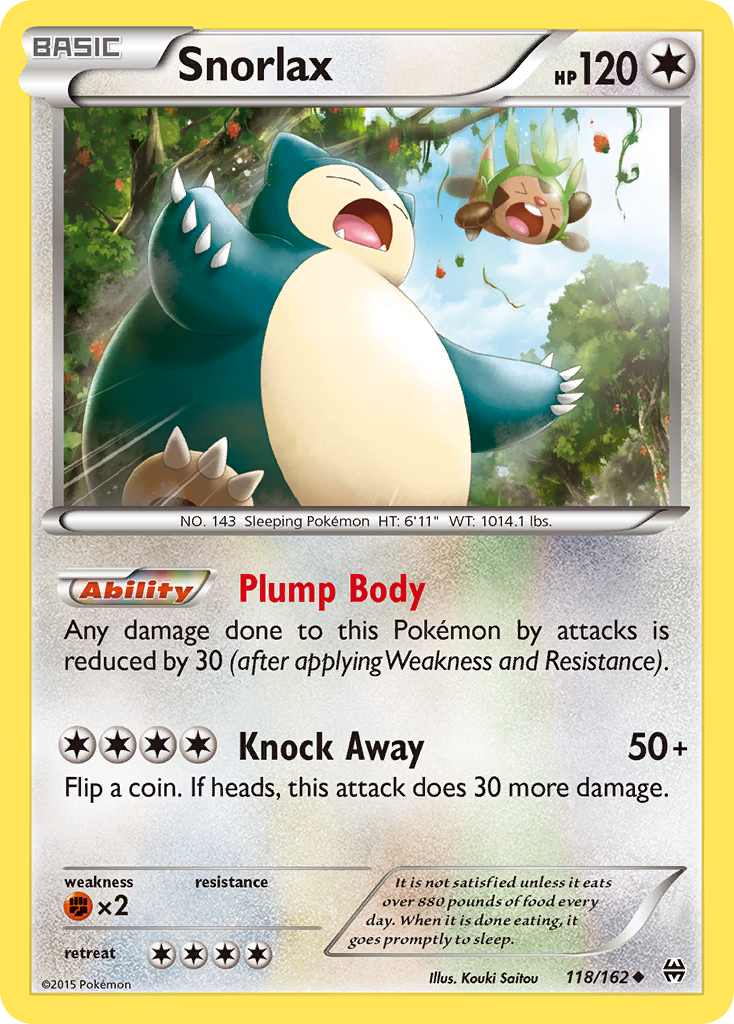 BASIC
Snorlax
HP 120
NO. 143 Sleeping Pokémon HT: 6'11" WT: 1014.1 lbs.
Ability Plump Body
Any damage done to this Pokémon by attacks is
reduced by 30 (after applying Weakness and Resistance).
Knock Away 50+
Flip a coin. If heads, this attack does 30 more damage.
weakness resistance
×2
retreat
It is not satisfied unless it eats
over 880 pounds of food every
day. When it is done eating, it
goes promptly to sleep.
©2015 Pokémon
Illus. Kouki Saitou
118/162